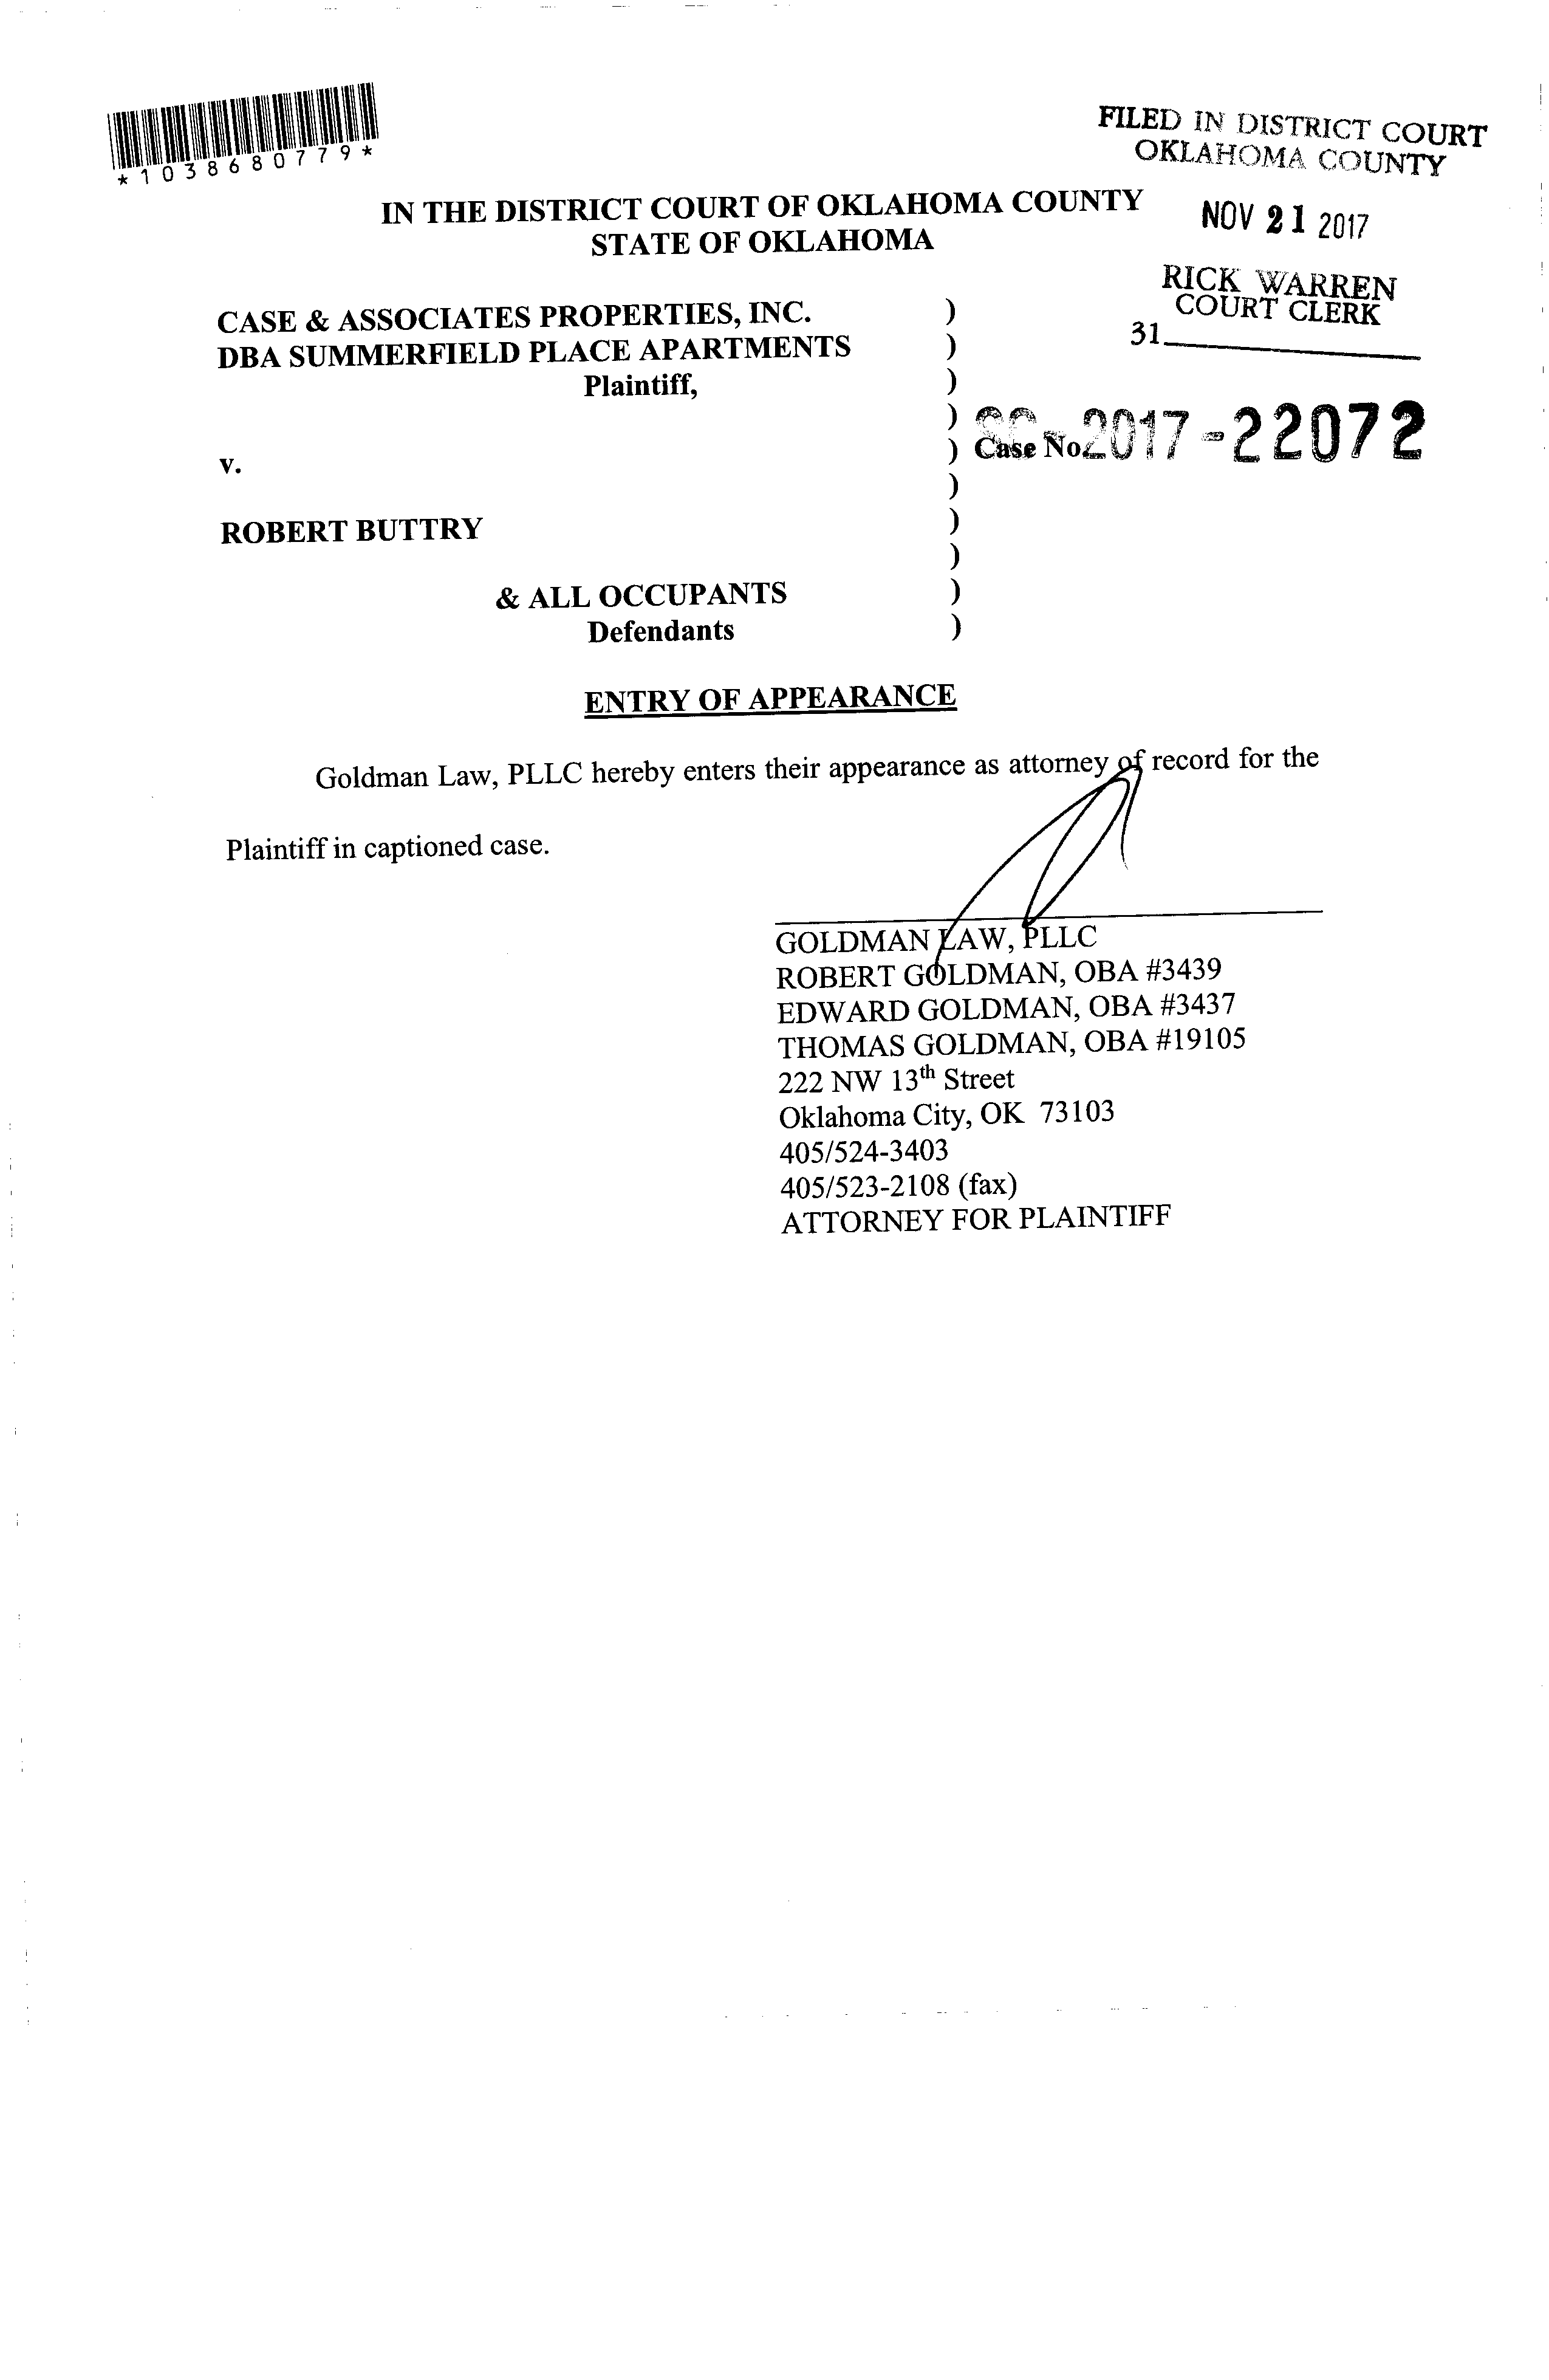 *1038680779*
FILED IN DISTRICT COURT
OKLAHOMA COUNTY
NOV 21 2017
RICK WARREN
COURT CLERK
31
IN THE DISTRICT COURT OF OKLAHOMA COUNTY
STATE OF OKLAHOMA
CASE & ASSOCIATES PROPERTIES, INC. )
DBA SUMMERFIELD PLACE APARTMENTS )
Plaintiff, )
)
v. ) Case No. SC-2017-22072
)
ROBERT BUTTRY )
)
& ALL OCCUPANTS )
Defendants )
ENTRY OF APPEARANCE
Goldman Law, PLLC hereby enters their appearance as attorney of record for the
Plaintiff in captioned case.
GOLDMAN LAW, PLLC
ROBERT GOLDMAN, OBA #3439
EDWARD GOLDMAN, OBA #3437
THOMAS GOLDMAN, OBA #19105
222 NW 13th Street
Oklahoma City, OK 73103
405/524-3403
405/523-2108 (fax)
ATTORNEY FOR PLAINTIFF